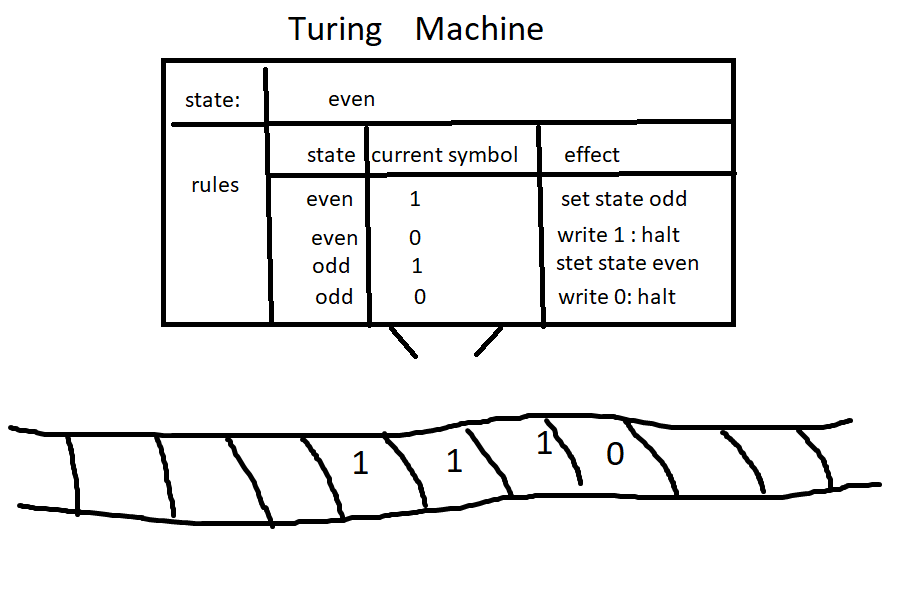 Turing Machine
state: even
state current symbol effect
rules
even 1 set state odd
even 0 write 1 : halt
odd 1 stet state even
odd 0 write 0: halt
1 1 1 0